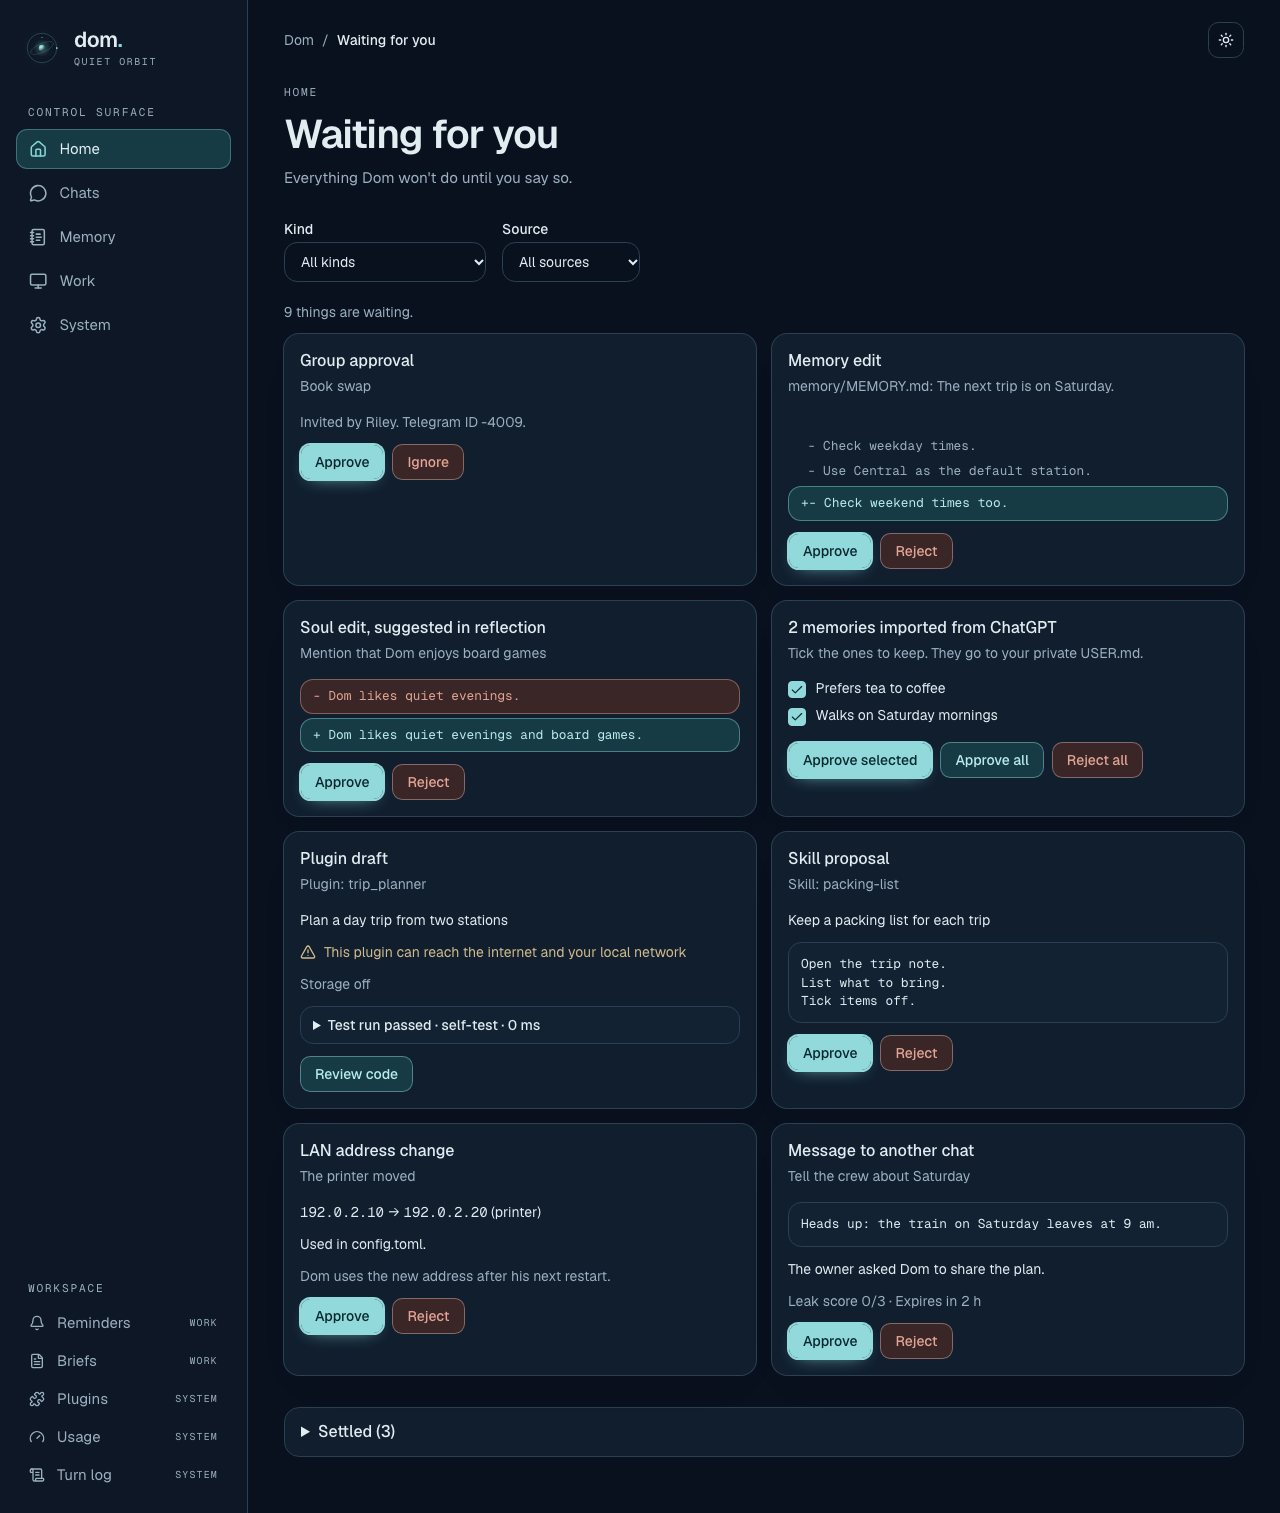 dom.
QUIET ORBIT
CONTROL SURFACE
Home
Chats
Memory
Work
System
WORKSPACE
Reminders WORK
Briefs WORK
Plugins SYSTEM
Usage SYSTEM
Turn log SYSTEM
Dom / Waiting for you
HOME
Waiting for you
Everything Dom won't do until you say so.
Kind
All kinds
Source
All sources
9 things are waiting.
Group approval
Book swap
Invited by Riley. Telegram ID -4009.
Approve Ignore
Memory edit
memory/MEMORY.md: The next trip is on Saturday.
- Check weekday times.
- Use Central as the default station.
+- Check weekend times too.
Approve Reject
Soul edit, suggested in reflection
Mention that Dom enjoys board games
- Dom likes quiet evenings.
+ Dom likes quiet evenings and board games.
Approve Reject
2 memories imported from ChatGPT
Tick the ones to keep. They go to your private USER.md.
Prefers tea to coffee
Walks on Saturday mornings
Approve selected Approve all Reject all
Plugin draft
Plugin: trip_planner
Plan a day trip from two stations
This plugin can reach the internet and your local network
Storage off
Test run passed · self-test · 0 ms
Review code
Skill proposal
Skill: packing-list
Keep a packing list for each trip
Open the trip note.
List what to bring.
Tick items off.
Approve Reject
LAN address change
The printer moved
192.0.2.10 → 192.0.2.20 (printer)
Used in config.toml.
Dom uses the new address after his next restart.
Approve Reject
Message to another chat
Tell the crew about Saturday
Heads up: the train on Saturday leaves at 9 am.
The owner asked Dom to share the plan.
Leak score 0/3 · Expires in 2 h
Approve Reject
Settled (3)